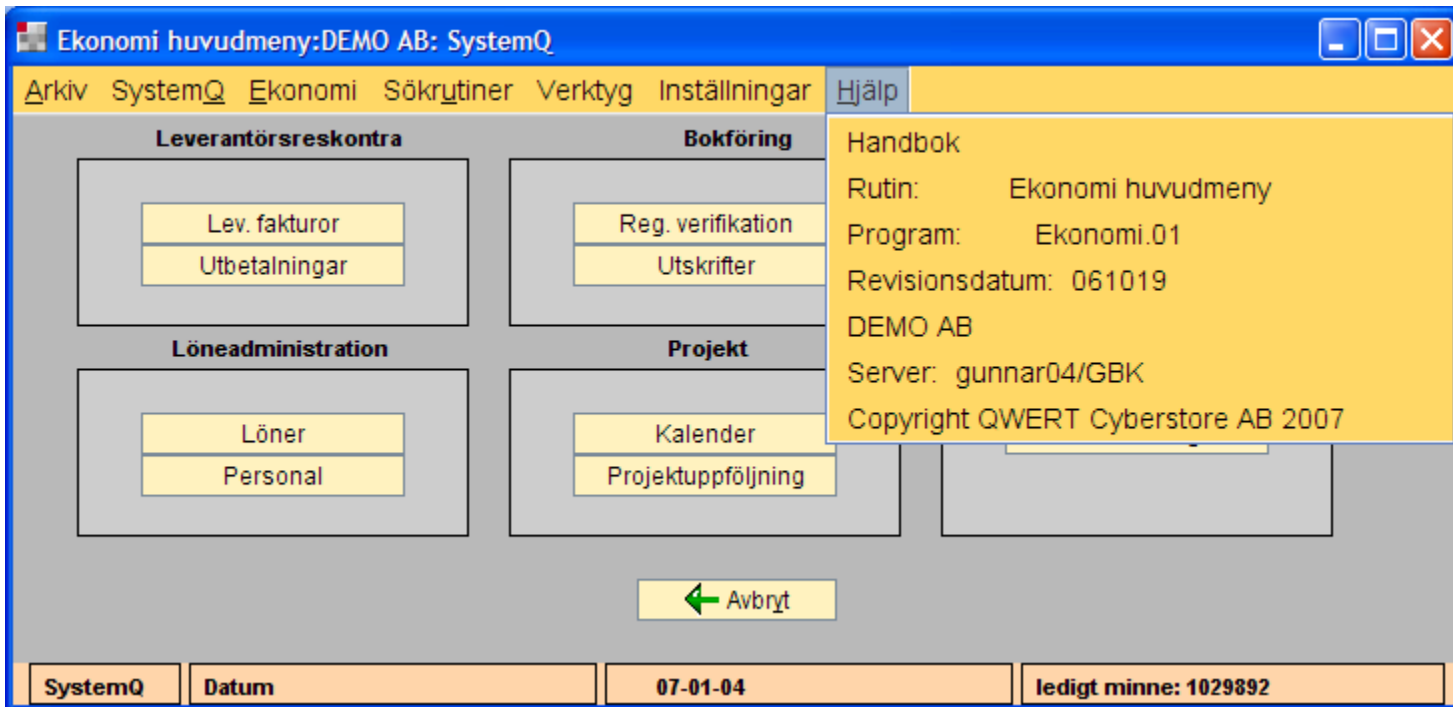 Ekonomi huvudmeny:DEMO AB: SystemQ
Arkiv SystemQ Ekonomi Sökrutiner Verktyg Inställningar Hjälp
Leverantörsreskontra
Lev. fakturor
Utbetalningar
Bokföring
Reg. verifikation
Utskrifter
Handbok
Rutin: Ekonomi huvudmeny
Program: Ekonomi.01
Revisionsdatum: 061019
DEMO AB
Server: gunnar04/GBK
Copyright QWERT Cyberstore AB 2007
Löneadministration
Löner
Personal
Projekt
Kalender
Projektuppföljning
Avbryt
SystemQ Datum 07-01-04 ledigt minne: 1029892